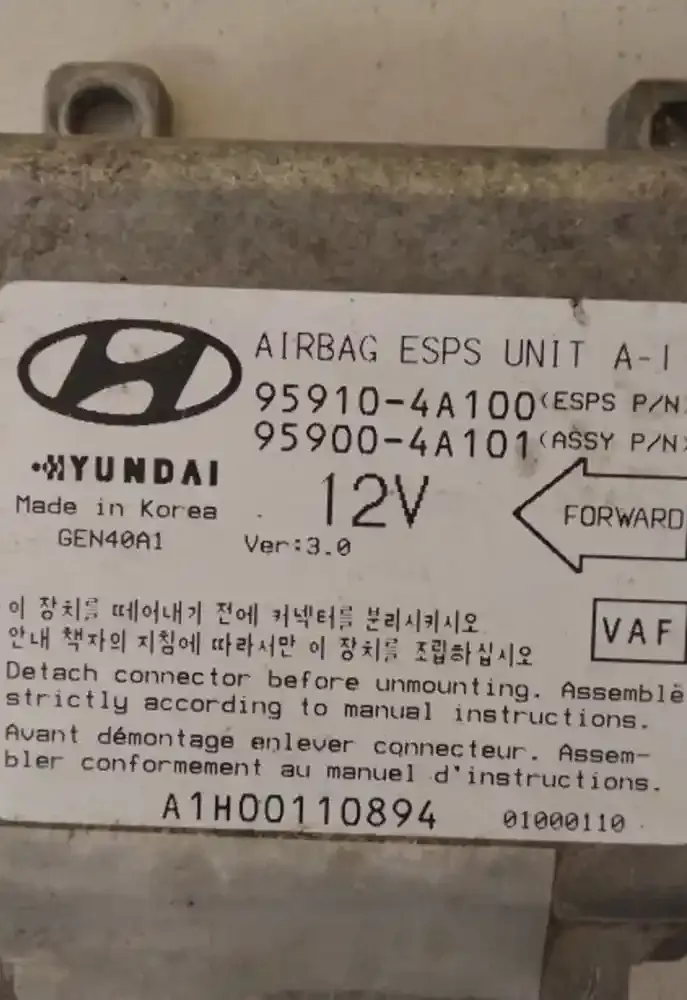 AIRBAG ESPS UNIT A-I
95910-4A100(ESPS P/N)
95900-4A101(ASSY P/N)
HYUNDAI
12V
FORWARD
Made in Korea
GEN40A1
Ver:3.0
이 장치를 떼어내기 전에 커넥터를 분리시키시오
안내 책자의 지침에 따라서만 이 장치를 조립하십시오
VAF
Detach connector before unmounting. Assemble
strictly according to manual instructions.
Avant démontage enlever connecteur. Assem-
bler conformement au manuel d'instructions.
A1H00110894
01000110